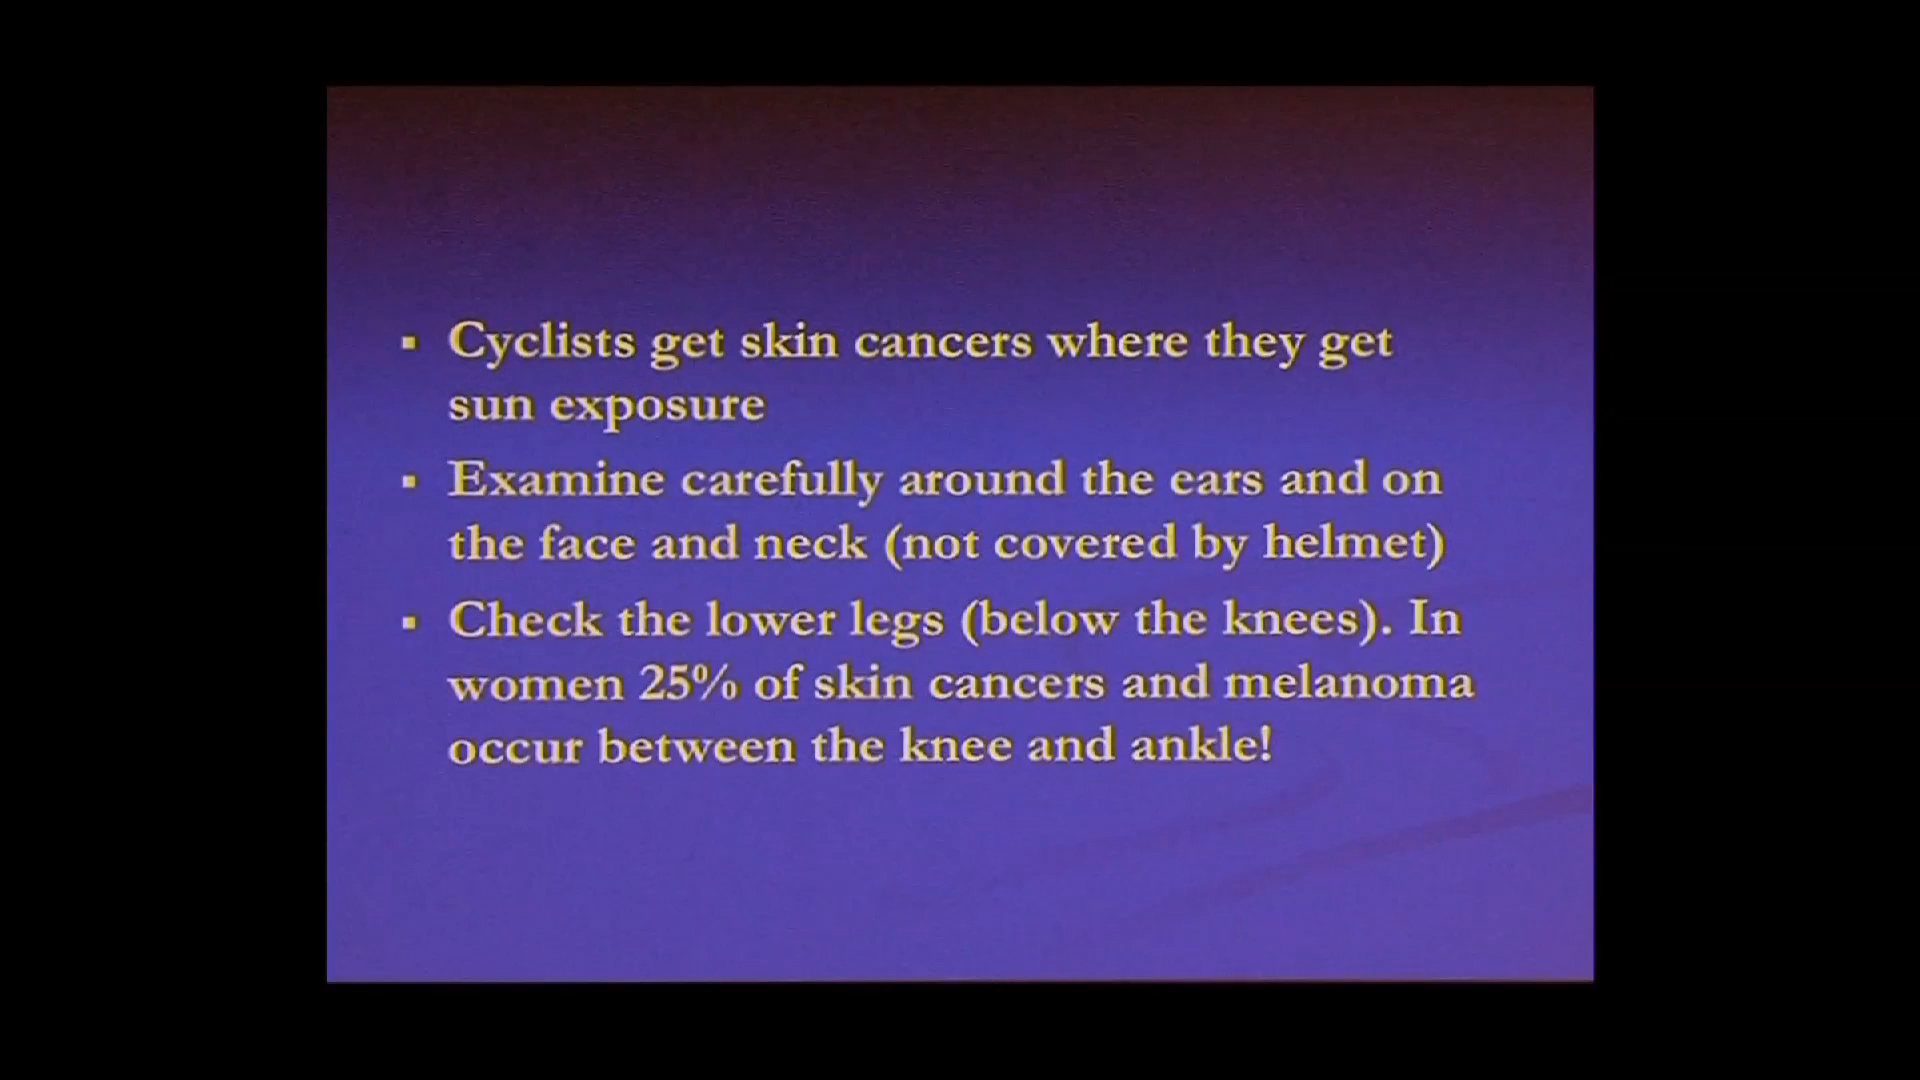 ▪ Cyclists get skin cancers where they get
sun exposure
▪ Examine carefully around the ears and on
the face and neck (not covered by helmet)
▪ Check the lower legs (below the knees). In
women 25% of skin cancers and melanoma
occur between the knee and ankle!